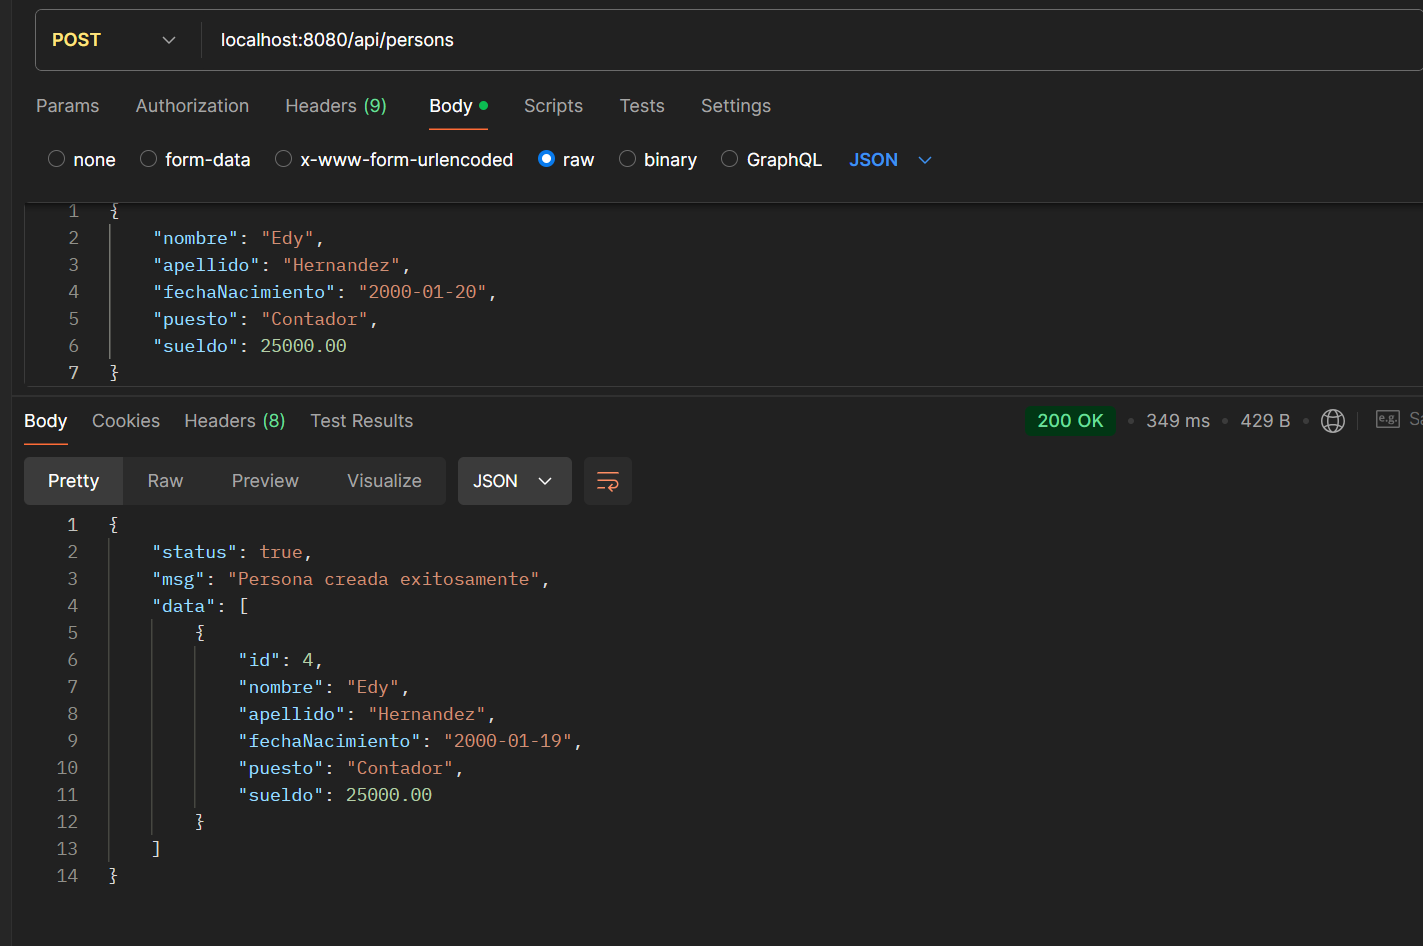 POST localhost:8080/api/persons
Params Authorization Headers (9) Body Scripts Tests Settings
none form-data x-www-form-urlencoded raw binary GraphQL JSON
1 {
2 "nombre": "Edy",
3 "apellido": "Hernandez",
4 "fechaNacimiento": "2000-01-20",
5 "puesto": "Contador",
6 "sueldo": 25000.00
7 }
Body Cookies Headers (8) Test Results 200 OK • 349 ms • 429 B • e.g.
Pretty Raw Preview Visualize JSON
1 {
2 "status": true,
3 "msg": "Persona creada exitosamente",
4 "data": [
5 {
6 "id": 4,
7 "nombre": "Edy",
8 "apellido": "Hernandez",
9 "fechaNacimiento": "2000-01-19",
10 "puesto": "Contador",
11 "sueldo": 25000.00
12 }
13 ]
14 }